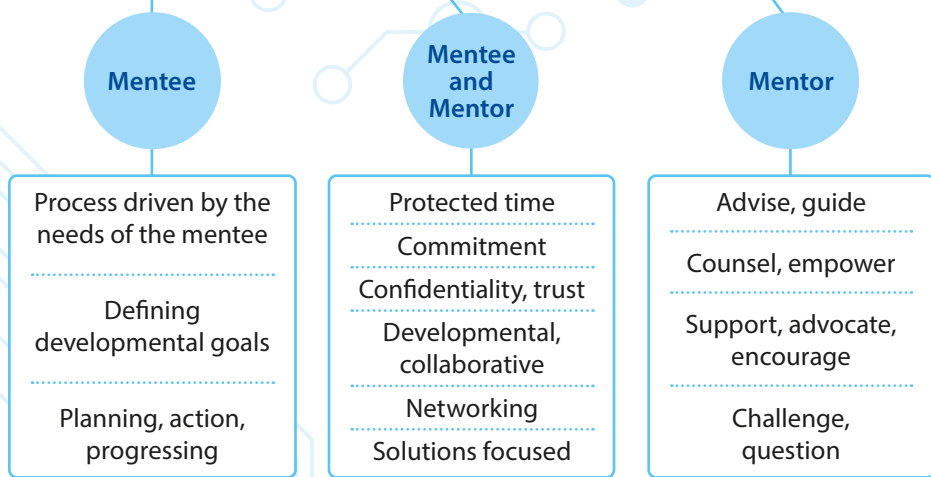 Mentee
Process driven by the
needs of the mentee
Defining
developmental goals
Planning, action,
progressing
Mentee
and
Mentor
Protected time
Commitment
Confidentiality, trust
Developmental,
collaborative
Networking
Solutions focused
Mentor
Advise, guide
Counsel, empower
Support, advocate,
encourage
Challenge,
question